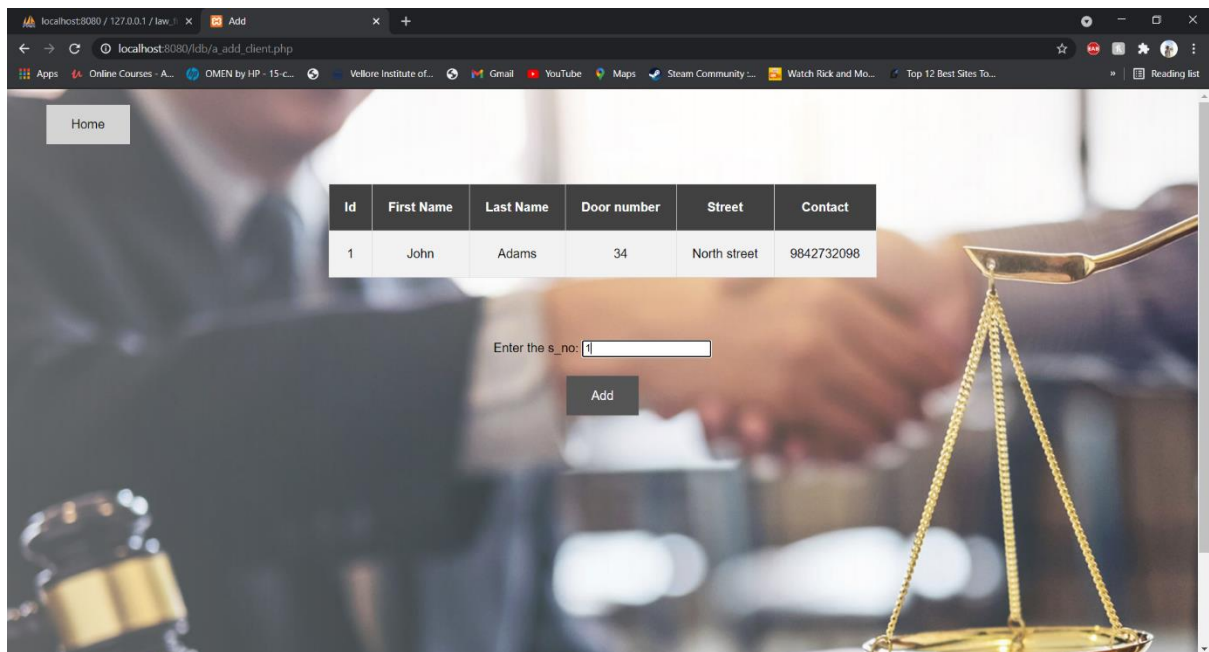 localhost:8080 / 127.0.0.1 / law_f
Add
localhost:8080/ldb/a_add_client.php
Apps
Online Courses - A...
OMEN by HP - 15-c...
Vellore Institute of...
Gmail
YouTube
Maps
Steam Community :...
Watch Rick and Mo...
Top 12 Best Sites To...
»
Reading list
Home
Id First Name Last Name Door number Street Contact
1 John Adams 34 North street 9842732098
Enter the s_no: 1
Add